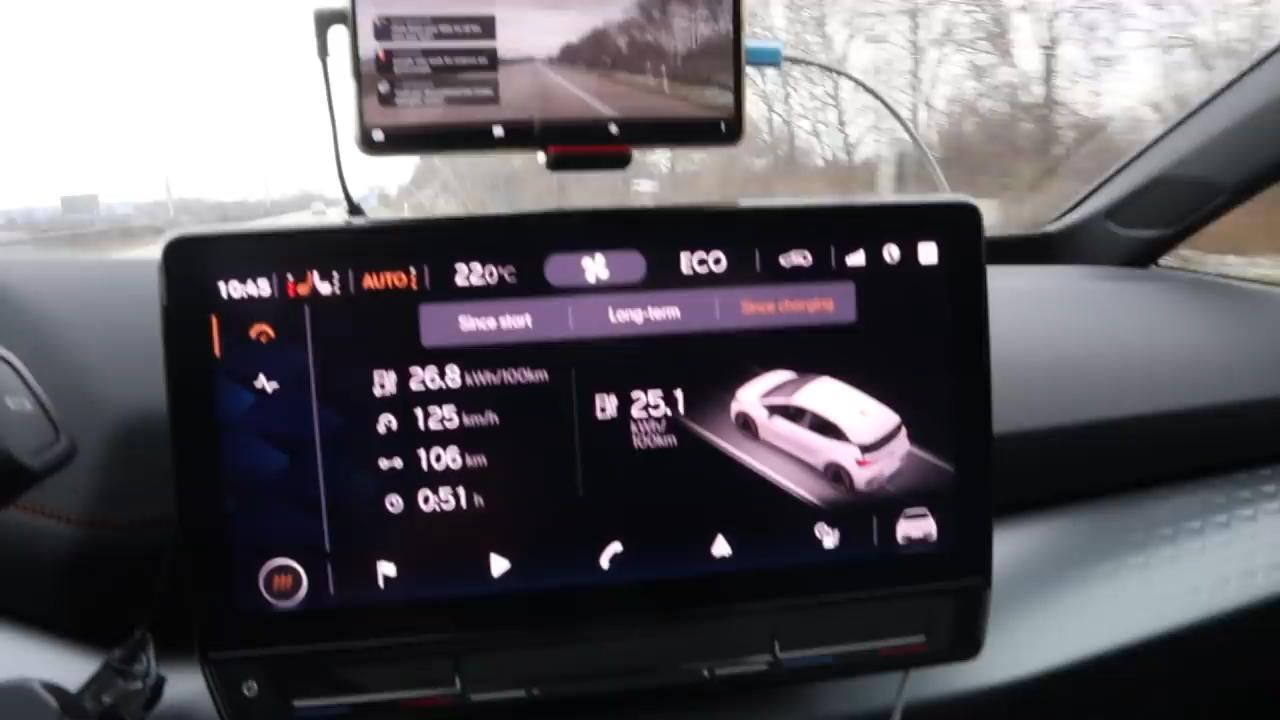 10:45 AUTO 22.0°C ECO
Since start Long-term Since charging
26.8 kWh/100km
125 km/h
106 km
0:51 h
25.1
kWh/
100km